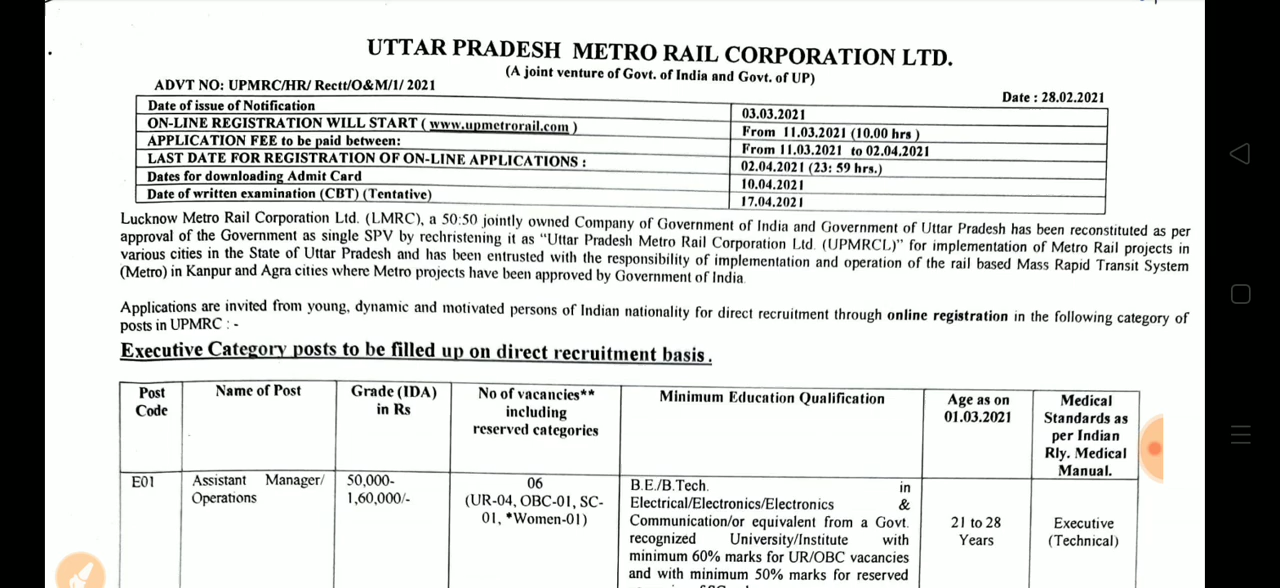 UTTAR PRADESH METRO RAIL CORPORATION LTD.
(A joint venture of Govt. of India and Govt. of UP)
ADVT NO: UPMRC/HR/ Rectt/O&M/1/ 2021
Date : 28.02.2021
Date of issue of Notification 03.03.2021
ON-LINE REGISTRATION WILL START ( www.upmetrorail.com ) From 11.03.2021 (10.00 hrs )
APPLICATION FEE to be paid between: From 11.03.2021 to 02.04.2021
LAST DATE FOR REGISTRATION OF ON-LINE APPLICATIONS : 02.04.2021 (23: 59 hrs.)
Dates for downloading Admit Card 10.04.2021
Date of written examination (CBT) (Tentative) 17.04.2021
Lucknow Metro Rail Corporation Ltd. (LMRC), a 50:50 jointly owned Company of Government of India and Government of Uttar Pradesh has been reconstituted as per
approval of the Government as single SPV by rechristening it as “Uttar Pradesh Metro Rail Corporation Ltd. (UPMRCL)” for implementation of Metro Rail projects in
various cities in the State of Uttar Pradesh and has been entrusted with the responsibility of implementation and operation of the rail based Mass Rapid Transit System
(Metro) in Kanpur and Agra cities where Metro projects have been approved by Government of India.
Applications are invited from young, dynamic and motivated persons of Indian nationality for direct recruitment through online registration in the following category of
posts in UPMRC : -
Executive Category posts to be filled up on direct recruitment basis.
Post
Code
Name of Post
Grade (IDA)
in Rs
No of vacancies**
including
reserved categories
Minimum Education Qualification
Age as on
01.03.2021
Medical
Standards as
per Indian
Rly. Medical
Manual.
E01
Assistant Manager/
Operations
50,000-
1,60,000/-
06
(UR-04, OBC-01, SC-
01, *Women-01)
B.E./B.Tech. in
Electrical/Electronics/Electronics &
Communication/or equivalent from a Govt.
recognized University/Institute with
minimum 60% marks for UR/OBC vacancies
and with minimum 50% marks for reserved
21 to 28
Years
Executive
(Technical)